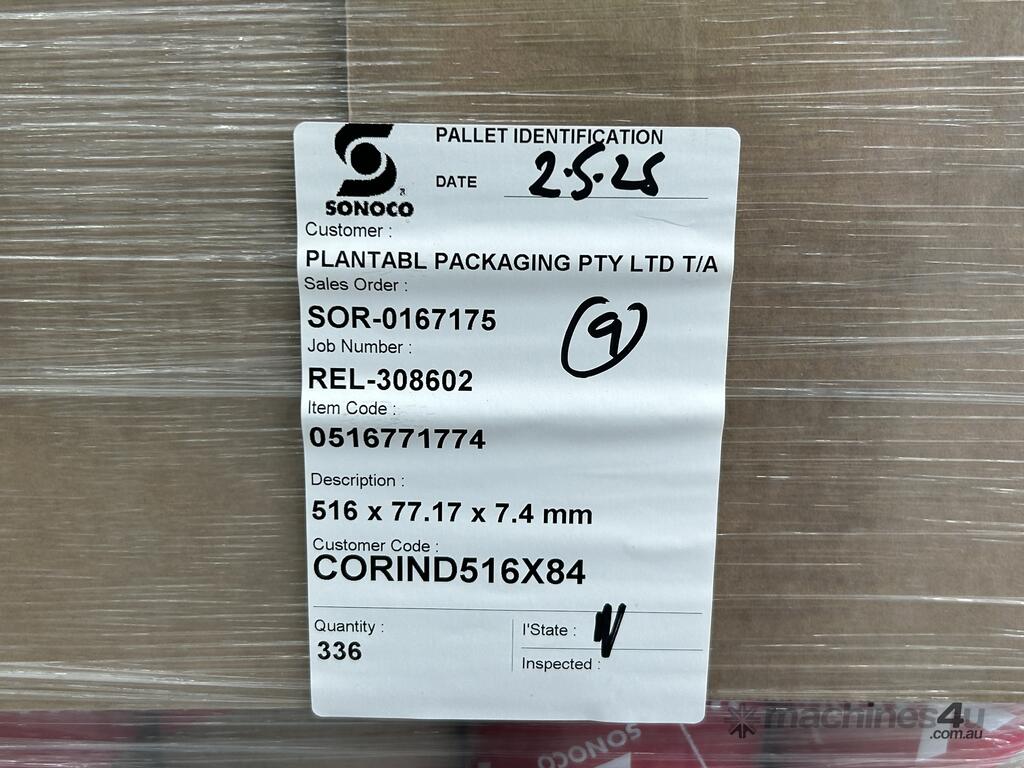 PALLET IDENTIFICATION
DATE 2.5.25
SONOCO
Customer :
PLANTABL PACKAGING PTY LTD T/A
Sales Order :
SOR-0167175
(9)
Job Number :
REL-308602
Item Code :
0516771774
Description :
516 x 77.17 x 7.4 mm
Customer Code :
CORIND516X84
Quantity :
336
I'State :
Inspected :
SONOCO
machines4u
.com.au